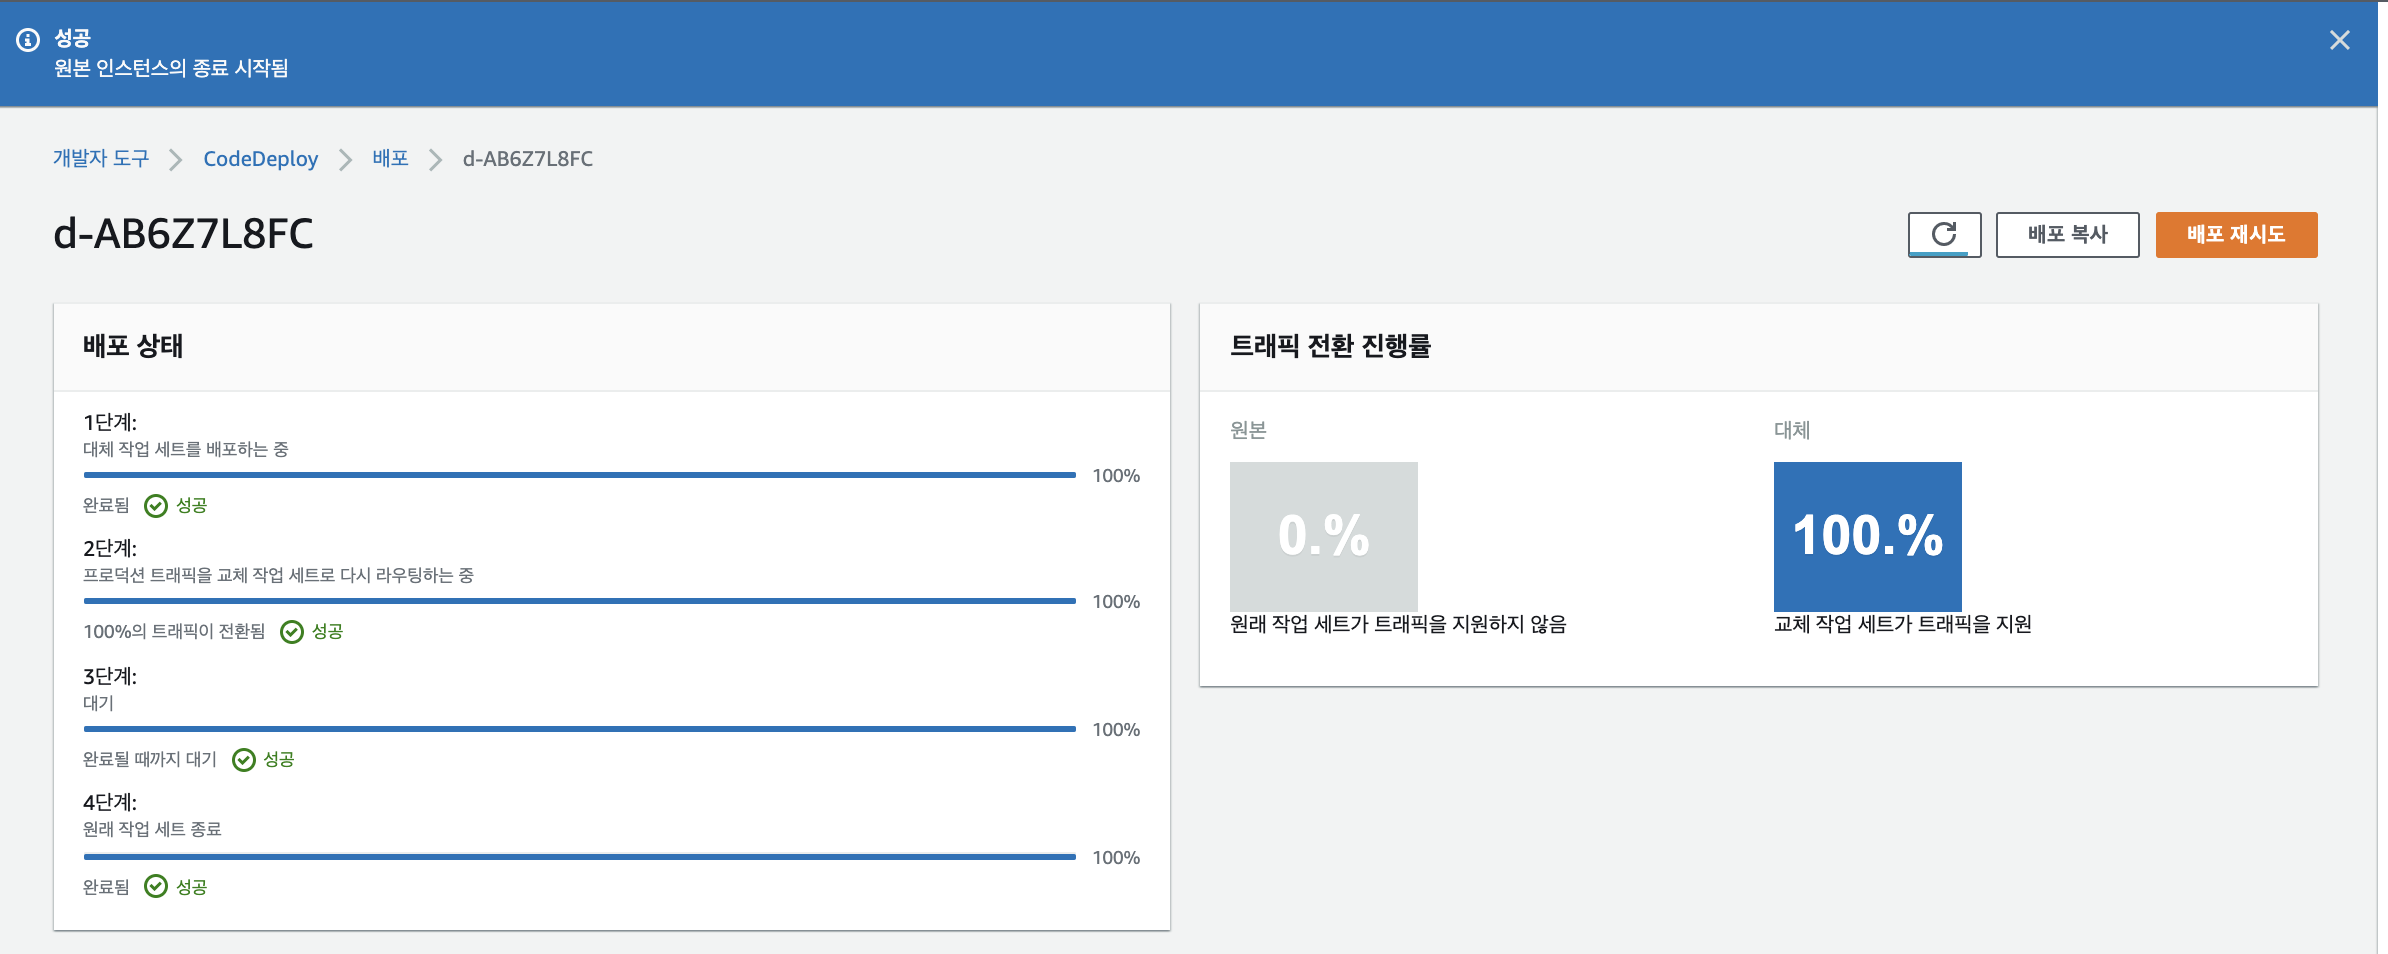 성공
원본 인스턴스의 종료 시작됨
개발자 도구 > CodeDeploy > 배포 > d-AB6Z7L8FC
d-AB6Z7L8FC
배포 복사
배포 재시도
배포 상태
1단계:
대체 작업 세트를 배포하는 중
100%
완료됨 성공
2단계:
프로덕션 트래픽을 교체 작업 세트로 다시 라우팅하는 중
100%
100%의 트래픽이 전환됨 성공
3단계:
대기
100%
완료될 때까지 대기 성공
4단계:
원래 작업 세트 종료
100%
완료됨 성공
트래픽 전환 진행률
원본
0.%
원래 작업 세트가 트래픽을 지원하지 않음
대체
100.%
교체 작업 세트가 트래픽을 지원